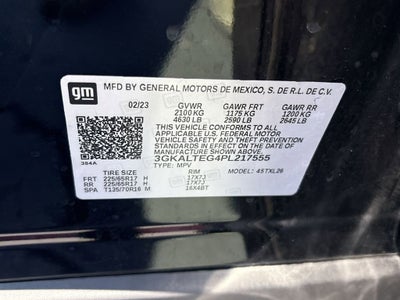 gm MFD BY GENERAL MOTORS DE MEXICO, S. DE R.L. DE C.V.
02/23 GVWR GAWR FRT GAWR RR
2100 KG 1175 KG 1200 KG
4630 LB 2590 LB 2645 LB
THIS VEHICLE CONFORMS TO ALL
APPLICABLE U.S. FEDERAL MOTOR
VEHICLE SAFETY AND THEFT PREVENTION
STANDARDS IN EFFECT ON THE DATE OF
MANUFACTURE SHOWN ABOVE.
384A 3GKALTEG4PL217555
TYPE: MPV MODEL: 4STXL26
TIRE SIZE RIM
FRT 225/65R17 H 17X7J
RR 225/65R17 H 17X7J
SPA T135/70R16 M 16X4BT